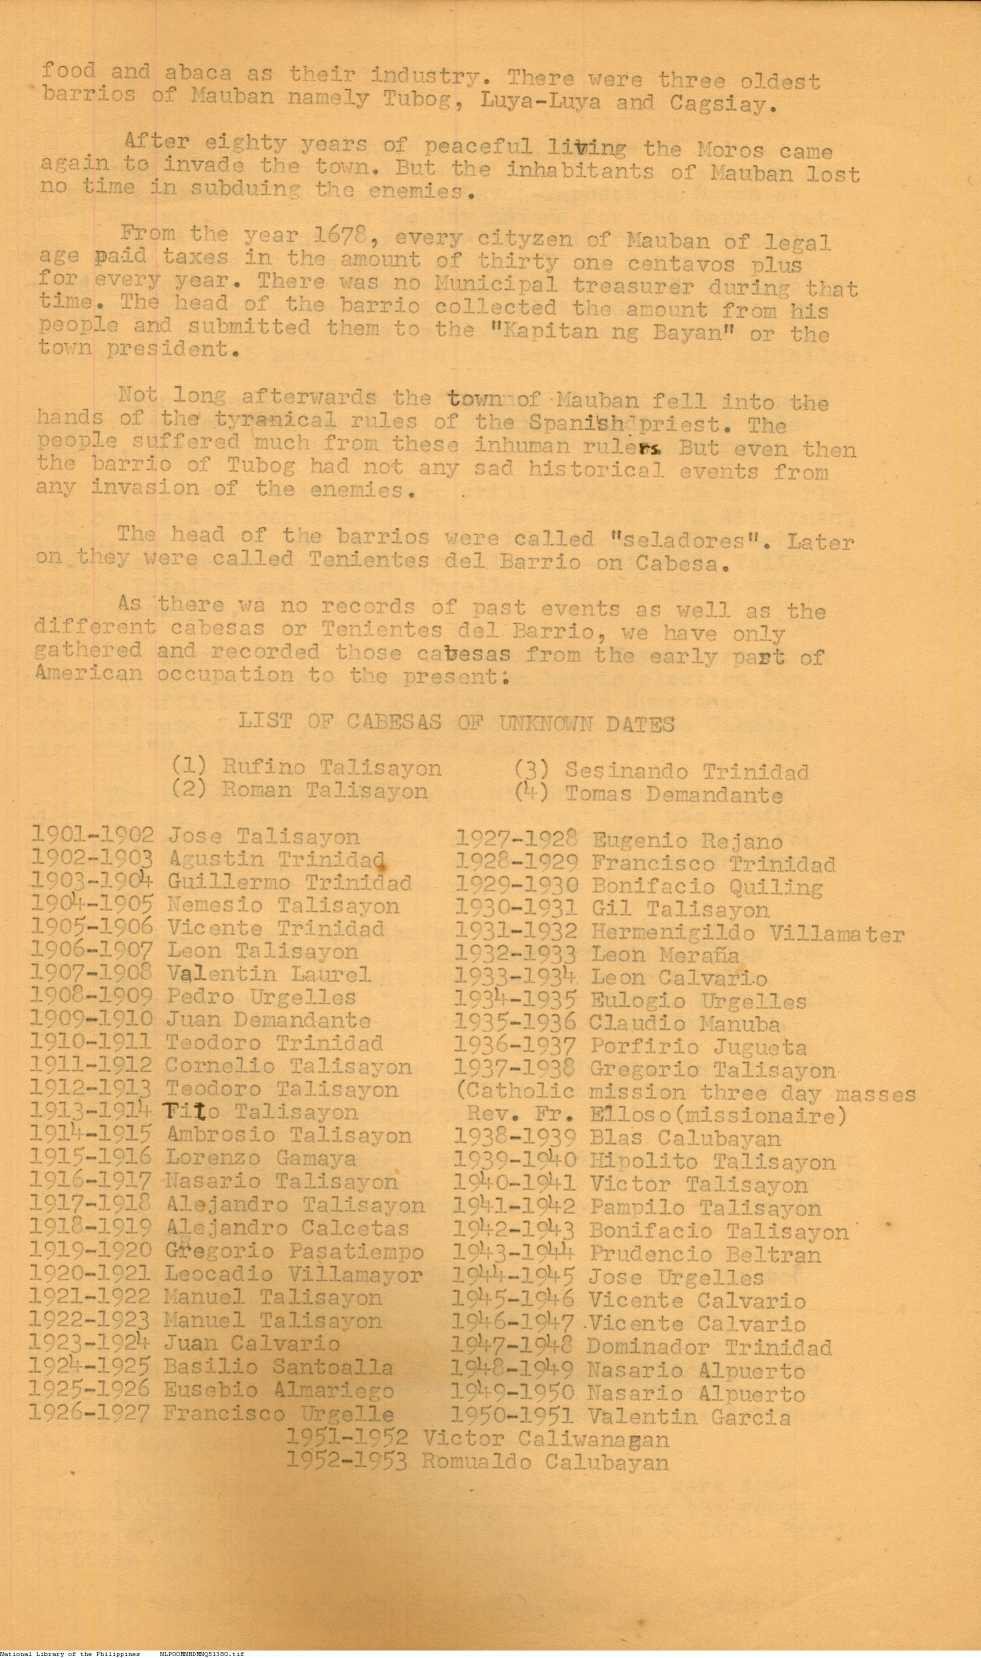 food and abaca as their industry. There were three oldest
barrios of Mauban namely Tubog, Luya-Luya and Cagsiay.
After eighty years of peaceful living the Moros came
again to invade the town. But the inhabitants of Mauban lost
no time in subduing the enemies.
From the year 1678, every cityzen of Mauban of legal
age paid taxes in the amount of thirty one centavos plus
for every year. There was no Municipal treasurer during that
time. The head of the barrio collected the amount from his
people and submitted them to the "Kapitan ng Bayan" or the
town president.
Not long afterwards the town of Mauban fell into the
hands of the tyranical rules of the Spanish priest. The
people suffered much from these inhuman rulers. But even then
the barrio of Tubog had not any sad historical events from
any invasion of the enemies.
The head of the barrios were called "seladores". Later
on they were called Tenientes del Barrio on Cabesa.
As there wa no records of past events as well as the
different cabesas or Tenientes del Barrio, we have only
gathered and recorded those cabesas from the early part of
American occupation to the present:
LIST OF CABESAS OF UNKNOWN DATES
(1) Rufino Talisayon (3) Sesinando Trinidad
(2) Roman Talisayon (4) Tomas Demandante
1901-1902 Jose Talisayon
1902-1903 Agustin Trinidad
1903-1904 Guillermo Trinidad
1904-1905 Nemesio Talisayon
1905-1906 Vicente Trinidad
1906-1907 Leon Talisayon
1907-1908 Valentin Laurel
1908-1909 Pedro Urgelles
1909-1910 Juan Demandante
1910-1911 Teodoro Trinidad
1911-1912 Cornelio Talisayon
1912-1913 Teodoro Talisayon
1913-1914 Tito Talisayon
1914-1915 Ambrosio Talisayon
1915-1916 Lorenzo Gamaya
1916-1917 Nasario Talisayon
1917-1918 Alejandro Talisayon
1918-1919 Alejandro Calcetas
1919-1920 Gregorio Pasatiempo
1920-1921 Leocadio Villamayor
1921-1922 Manuel Talisayon
1922-1923 Manuel Talisayon
1923-1924 Juan Calvario
1924-1925 Basilio Santoalla
1925-1926 Eusebio Almariego
1926-1927 Francisco Urgelle
1927-1928 Eugenio Rejano
1928-1929 Francisco Trinidad
1929-1930 Bonifacio Quiling
1930-1931 Gil Talisayon
1931-1932 Hermenigildo Villamater
1932-1933 Leon Meraña
1933-1934 Leon Calvario
1934-1935 Eulogio Urgelles
1935-1936 Claudio Manuba
1936-1937 Porfirio Jugueta
1937-1938 Gregorio Talisayon
(Catholic mission three day masses
Rev. Fr. Elloso(missionaire)
1938-1939 Blas Calubayan
1939-1940 Hipolito Talisayon
1940-1941 Victor Talisayon
1941-1942 Pampilo Talisayon
1942-1943 Bonifacio Talisayon
1943-1944 Prudencio Beltran
1944-1945 Jose Urgelles
1945-1946 Vicente Calvario
1946-1947 Vicente Calvario
1947-1948 Dominador Trinidad
1948-1949 Nasario Alpuerto
1949-1950 Nasario Alpuerto
1950-1951 Valentin Garcia
1951-1952 Victor Caliwanagan
1952-1953 Romualdo Calubayan
National Library of the Philippines